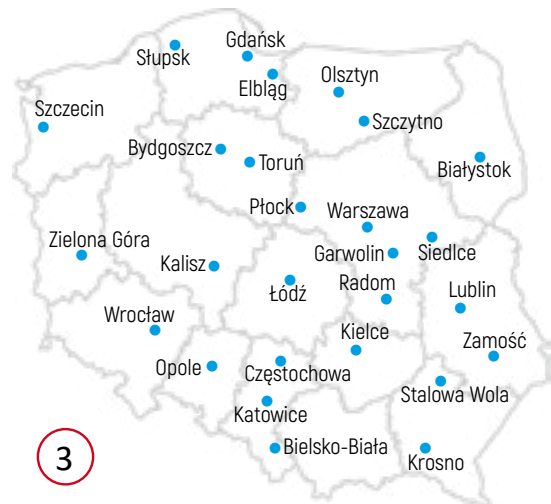 Gdańsk
Słupsk
Elbląg
Olsztyn
Szczecin
Szczytno
Bydgoszcz
Toruń
Białystok
Płock
Warszawa
Zielona Góra
Garwolin
Siedlce
Kalisz
Łódź
Radom
Lublin
Wrocław
Kielce
Zamość
Opole
Częstochowa
Stalowa Wola
Katowice
Bielsko-Biała
Krosno
3